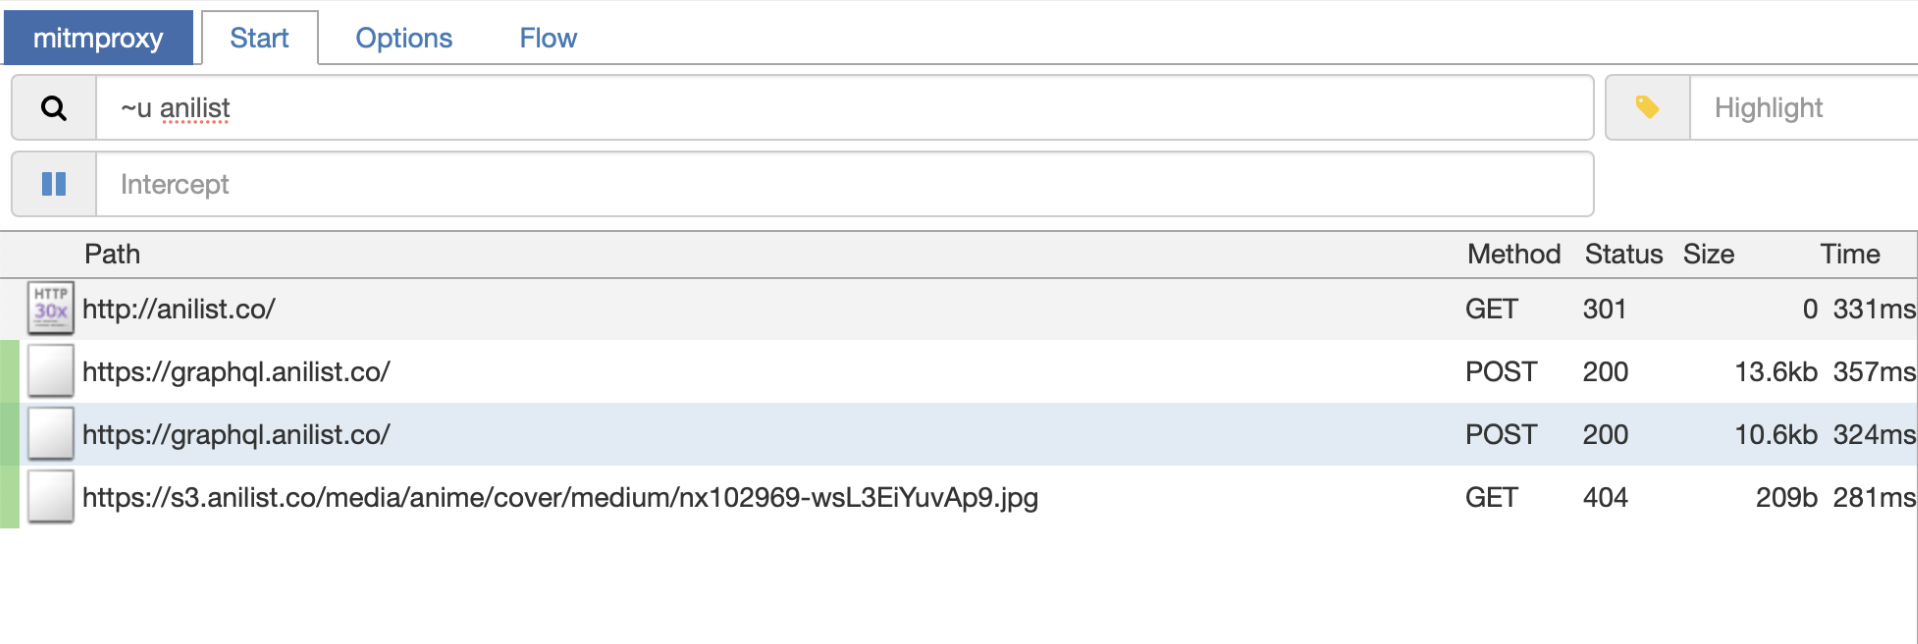 mitmproxy Start Options Flow
~u anilist Highlight
Intercept
Path Method Status Size Time
HTTP 30x http://anilist.co/ GET 301 0 331ms
https://graphql.anilist.co/ POST 200 13.6kb 357ms
https://graphql.anilist.co/ POST 200 10.6kb 324ms
https://s3.anilist.co/media/anime/cover/medium/nx102969-wsL3EiYuvAp9.jpg GET 404 209b 281ms